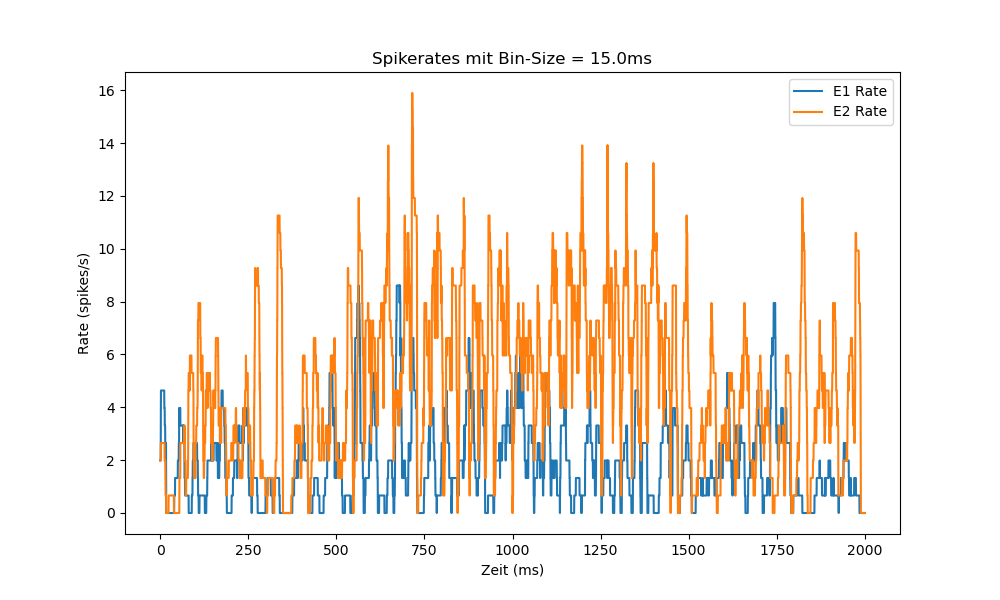 Spikerates mit Bin-Size = 15.0ms
E1 Rate
E2 Rate
Rate (spikes/s)
16
14
12
10
8
6
4
2
0
0 250 500 750 1000 1250 1500 1750 2000
Zeit (ms)